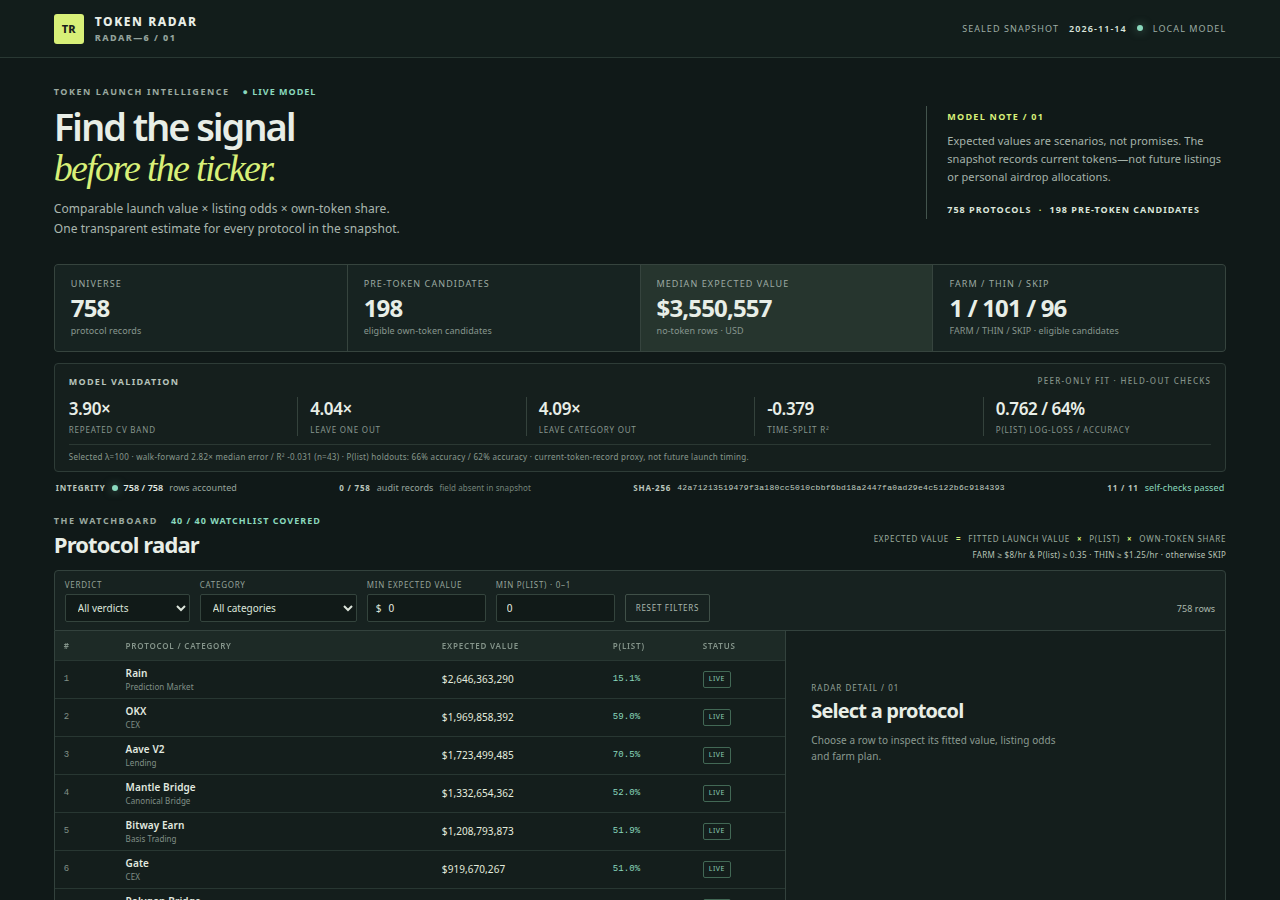 TR
TOKEN RADAR
RADAR—6 / 01
SEALED SNAPSHOT 2026-11-14 ● LOCAL MODEL
TOKEN LAUNCH INTELLIGENCE ● LIVE MODEL
Find the signal
before the ticker.
Comparable launch value × listing odds × own-token share.
One transparent estimate for every protocol in the snapshot.
MODEL NOTE / 01
Expected values are scenarios, not promises. The
snapshot records current tokens—not future listings
or personal airdrop allocations.
758 PROTOCOLS · 198 PRE-TOKEN CANDIDATES
UNIVERSE
758
protocol records
PRE-TOKEN CANDIDATES
198
eligible own-token candidates
MEDIAN EXPECTED VALUE
$3,550,557
no-token rows · USD
FARM / THIN / SKIP
1 / 101 / 96
FARM / THIN / SKIP · eligible candidates
MODEL VALIDATION
PEER-ONLY FIT · HELD-OUT CHECKS
3.90×
REPEATED CV BAND
4.04×
LEAVE ONE OUT
4.09×
LEAVE CATEGORY OUT
-0.379
TIME-SPLIT R²
0.762 / 64%
P(LIST) LOG-LOSS / ACCURACY
Selected λ=100 · walk-forward 2.82× median error / R² -0.031 (n=43) · P(list) holdouts: 66% accuracy / 62% accuracy · current-token-record proxy, not future launch timing.
INTEGRITY ● 758 / 758 rows accounted
0 / 758 audit records field absent in snapshot
SHA-256 42a71213519479f3a180cc5010cbbf6bd18a2447fa0ad29e4c5122b6c9184393
11 / 11 self-checks passed
THE WATCHBOARD 40 / 40 WATCHLIST COVERED
Protocol radar
EXPECTED VALUE = FITTED LAUNCH VALUE × P(LIST) × OWN-TOKEN SHARE
FARM ≥ $8/hr & P(list) ≥ 0.35 · THIN ≥ $1.25/hr · otherwise SKIP
VERDICT
All verdicts
CATEGORY
All categories
MIN EXPECTED VALUE
$ 0
MIN P(LIST) · 0–1
0
RESET FILTERS
758 rows
# PROTOCOL / CATEGORY EXPECTED VALUE P(LIST) STATUS
1 Rain $2,646,363,290 15.1% LIVE
Prediction Market
2 OKX $1,969,858,392 59.0% LIVE
CEX
3 Aave V2 $1,723,499,485 70.5% LIVE
Lending
4 Mantle Bridge $1,332,654,362 52.0% LIVE
Canonical Bridge
5 Bitway Earn $1,208,793,873 51.9% LIVE
Basis Trading
6 Gate $919,670,267 51.0% LIVE
CEX
RADAR DETAIL / 01
Select a protocol
Choose a row to inspect its fitted value, listing odds
and farm plan.